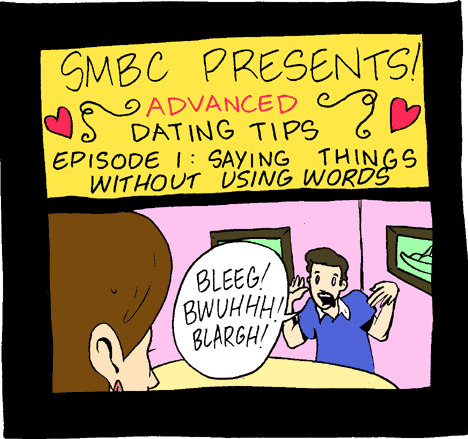 SMBC PRESENTS!
ADVANCED
DATING TIPS
EPISODE 1: SAYING THINGS
WITHOUT USING WORDS
BLEEG!
BWUHHH!
BLARGH!